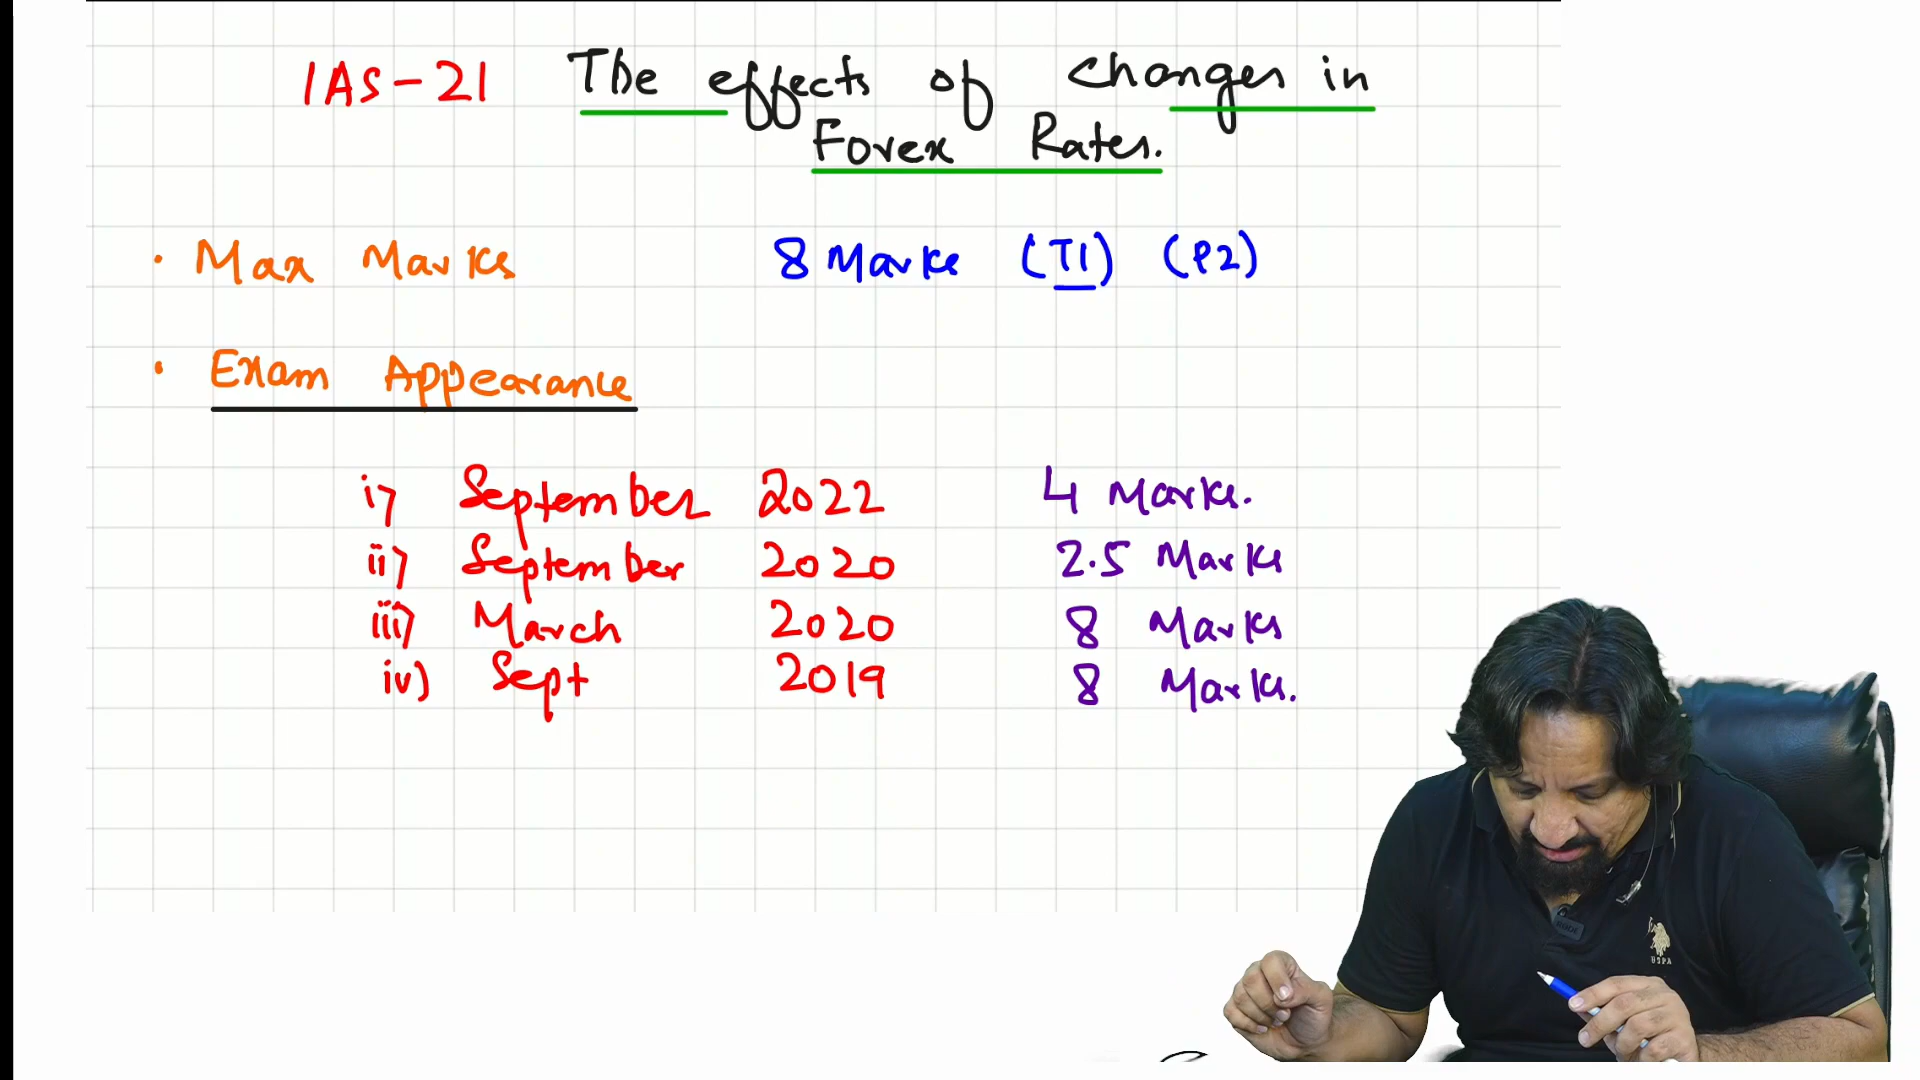 IAS-21 The effects of changes in
Forex Rates.
• Max Marks 8 Marks (T1) (P2)
• Exam Appearance
i) September 2022 4 Marks.
ii) September 2020 2.5 Marks
iii) March 2020 8 Marks
iv) Sept 2019 8 Marks.
USPA